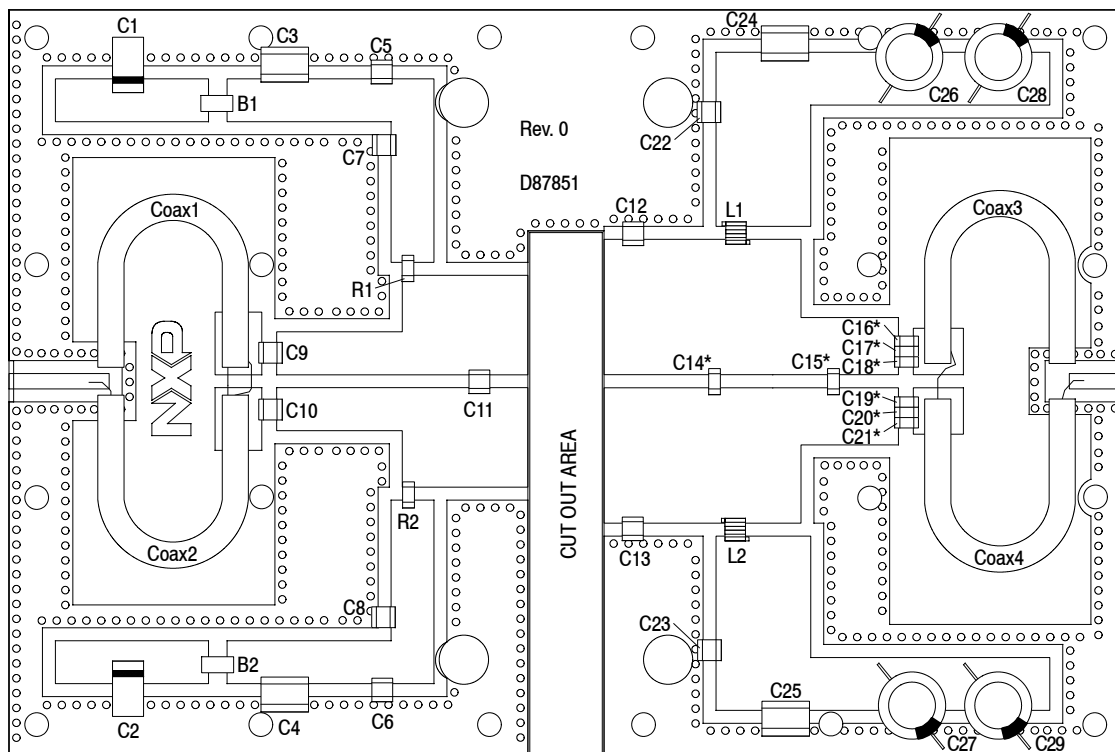 C1
C3
C5
B1
C7
Coax1
R1
C9
NXP
C10
C11
R2
Coax2
C8
B2
C2
C4
C6
Rev. 0
D87851
CUT OUT AREA
C24
C26
C28
C22
C12
L1
Coax3
C16*
C17*
C18*
C14*
C15*
C19*
C20*
C21*
C13
L2
Coax4
C23
C25
C27
C29